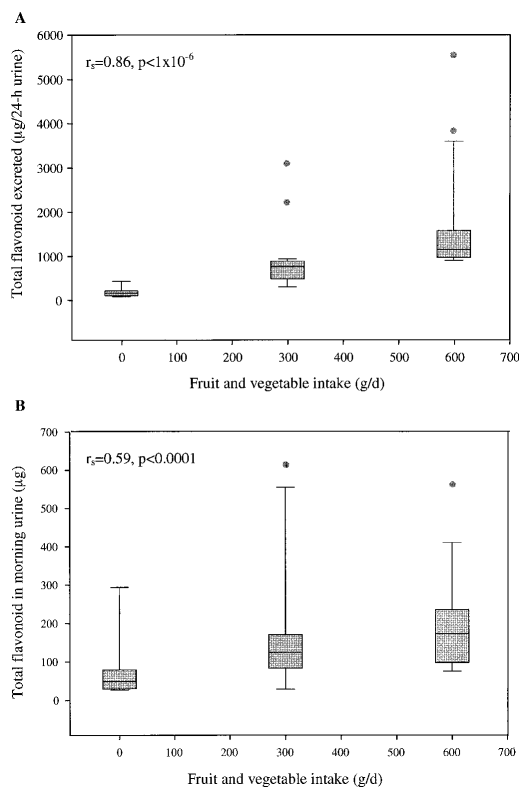 A
r_s=0.86, p<1x10^-6
Total flavonoid excreted (µg/24-h urine)
6000
5000
4000
3000
2000
1000
0
0 100 200 300 400 500 600 700
Fruit and vegetable intake (g/d)
B
r_s=0.59, p<0.0001
Total flavonoid in morning urine (µg)
700
600
500
400
300
200
100
0
0 100 200 300 400 500 600 700
Fruit and vegetable intake (g/d)